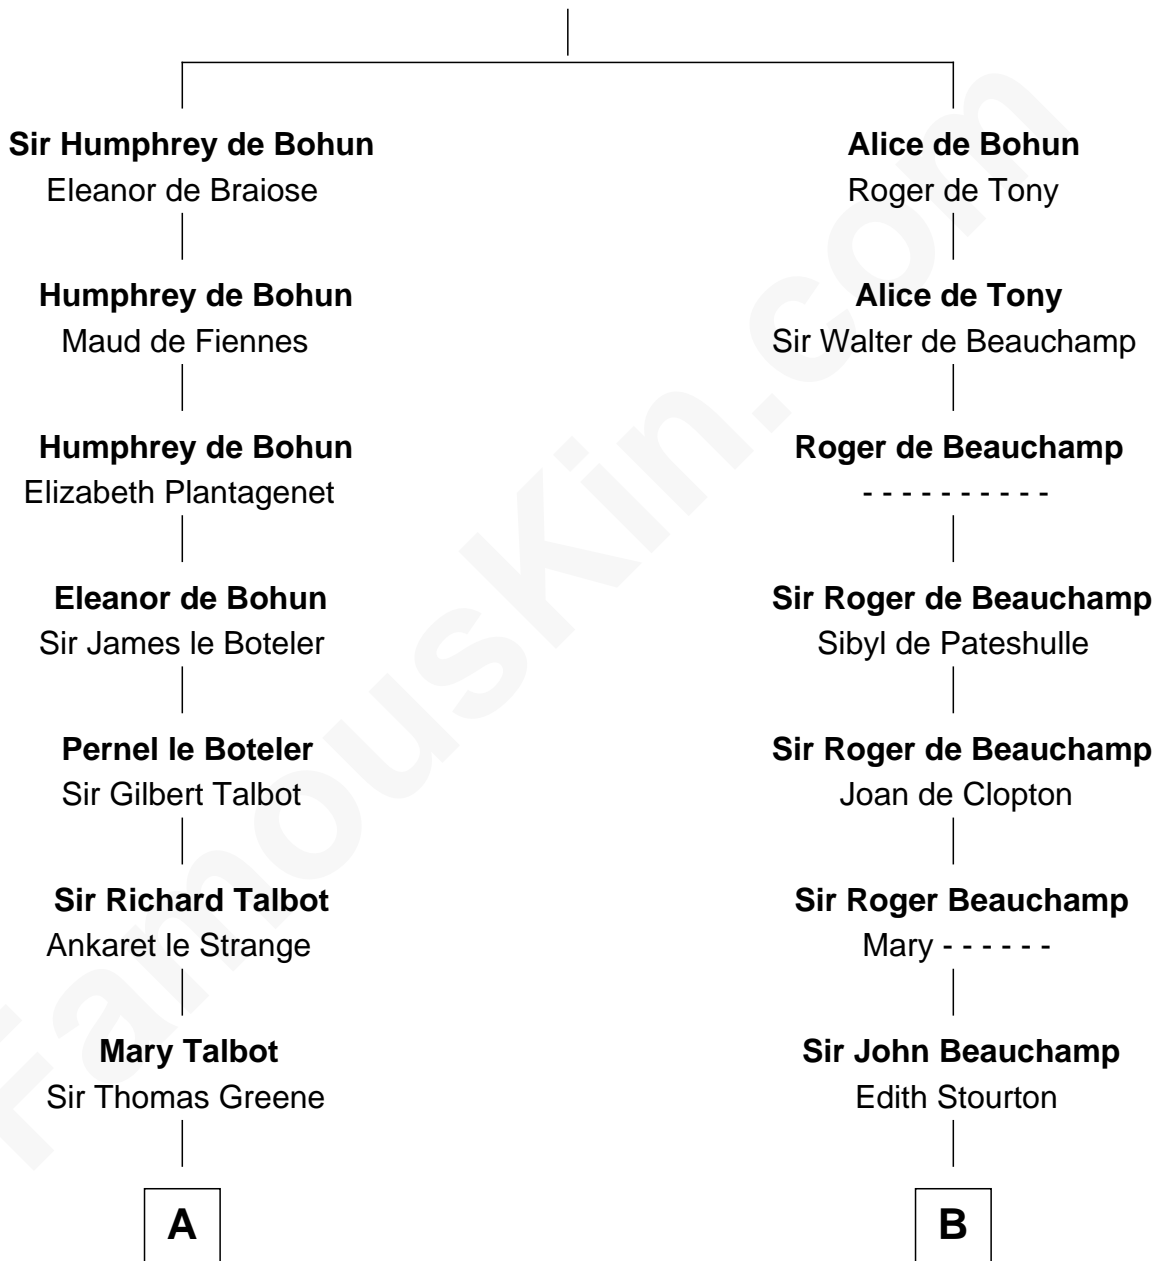 Sir Humphrey de Bohun
Eleanor de Braiose
Humphrey de Bohun
Maud de Fiennes
Humphrey de Bohun
Elizabeth Plantagenet
Eleanor de Bohun
Sir James le Boteler
Pernel le Boteler
Sir Gilbert Talbot
Sir Richard Talbot
Ankaret le Strange
Mary Talbot
Sir Thomas Greene
A
Alice de Bohun
Roger de Tony
Alice de Tony
Sir Walter de Beauchamp
Roger de Beauchamp
- - - - - - - - - -
Sir Roger de Beauchamp
Sibyl de Pateshulle
Sir Roger de Beauchamp
Joan de Clopton
Sir Roger Beauchamp
Mary - - - - - -
Sir John Beauchamp
Edith Stourton
B
FamousKin.com